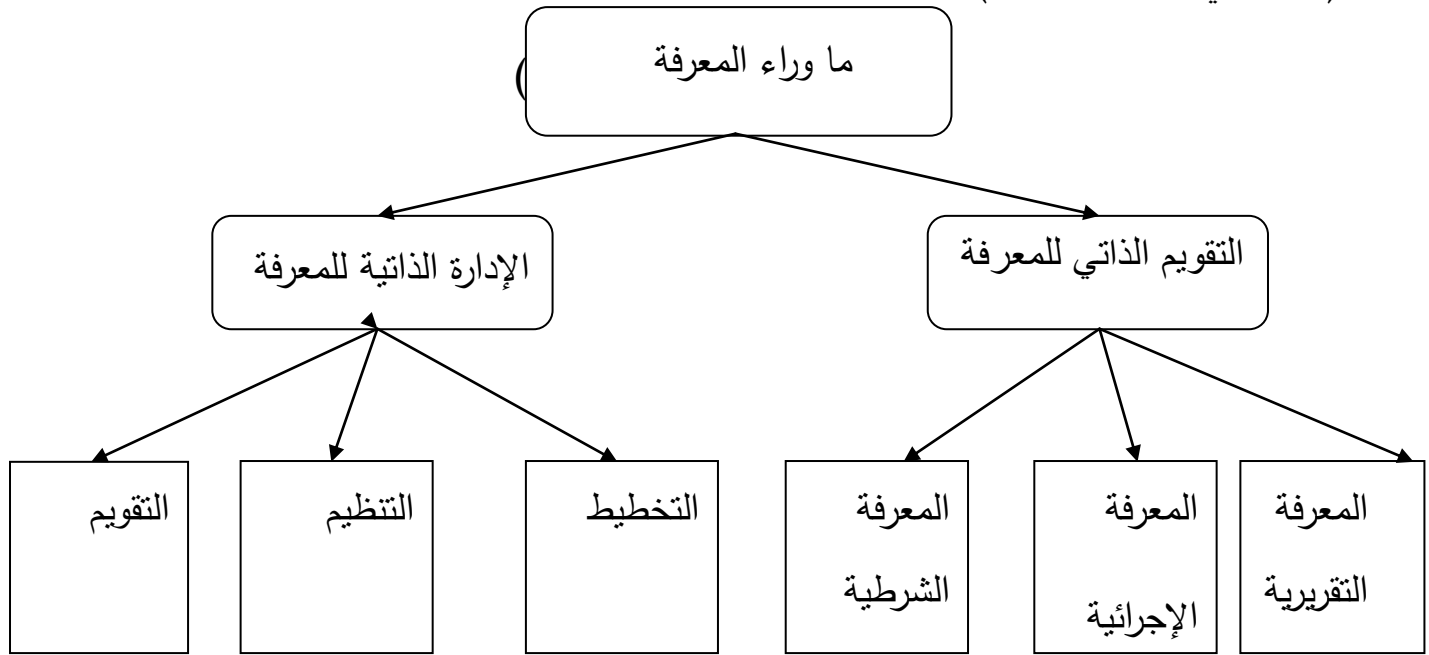 ما وراء المعرفة
)
التقويم الذاتي للمعرفة
الإدارة الذاتية للمعرفة
المعرفة
التقريرية
المعرفة
الإجرائية
المعرفة
الشرطية
التخطيط
التنظيم
التقويم